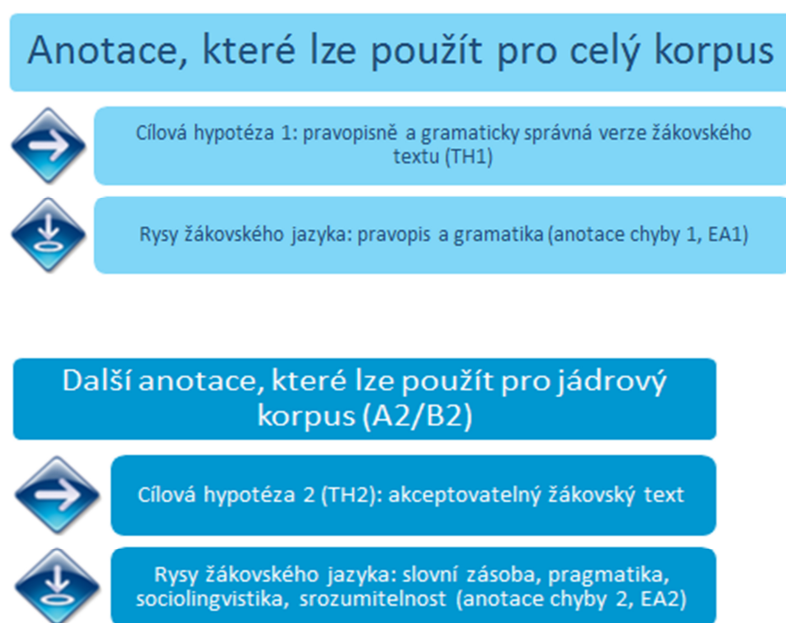 Anotace, které lze použít pro celý korpus
Cílová hypotéza 1: pravopisně a gramaticky správná verze žákovského
textu (TH1)
Rysy žákovského jazyka: pravopis a gramatika (anotace chyby 1, EA1)
Další anotace, které lze použít pro jádrový
korpus (A2/B2)
Cílová hypotéza 2 (TH2): akceptovatelný žákovský text
Rysy žákovského jazyka: slovní zásoba, pragmatika,
sociolingvistika, srozumitelnost (anotace chyby 2, EA2)